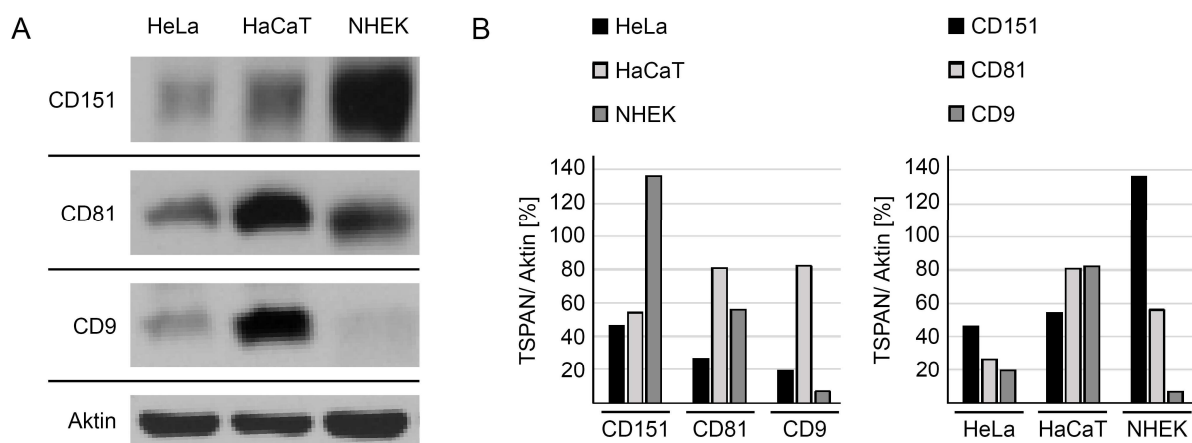 A
HeLa HaCaT NHEK
CD151
CD81
CD9
Aktin
B
HeLa
HaCaT
NHEK
TSPAN/ Aktin [%]
140
120
100
80
60
40
20
CD151 CD81 CD9
CD151
CD81
CD9
TSPAN/ Aktin [%]
140
120
100
80
60
40
20
HeLa HaCaT NHEK